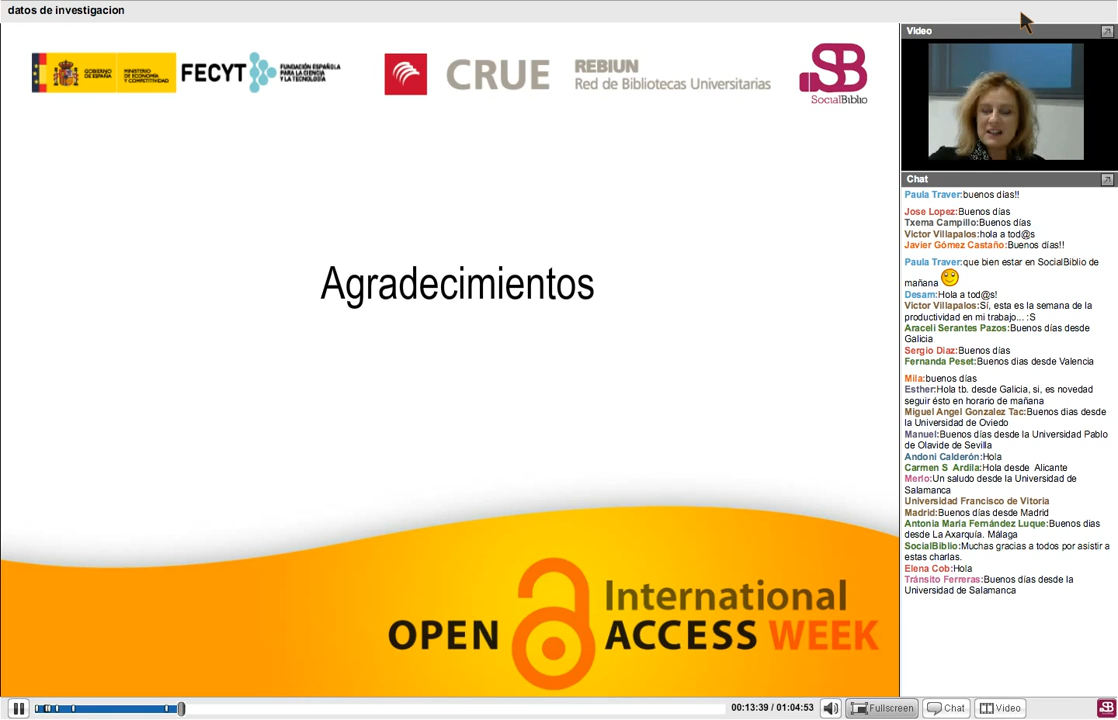 datos de investigacion
GOBIERNO
DE ESPAÑA
MINISTERIO
DE ECONOMÍA
Y COMPETITIVIDAD
FECYT
FUNDACIÓN ESPAÑOLA
PARA LA CIENCIA
Y LA TECNOLOGÍA
CRUE
REBIUN
Red de Bibliotecas Universitarias
SB
SocialBiblio
Agradecimientos
International
OPEN ACCESS WEEK
Video
Chat
Paula Traver:buenos días!!
Jose Lopez:Buenos días
Txema Campillo:Buenos días
Victor Villapalos:hola a tod@s
Javier Gómez Castaño:Buenos días!!
Paula Traver:que bien estar en SocialBiblio de
mañana
Desam:Hola a tod@s!
Victor Villapalos:Sí, esta es la semana de la
productividad en mi trabajo... :S
Araceli Serantes Pazos:Buenos días desde
Galicia
Sergio Diaz:Buenos días
Fernanda Peset:Buenos dias desde Valencia
Mila:buenos días
Esther:Hola tb. desde Galicia, si, es novedad
seguir ésto en horario de mañana
Miguel Angel Gonzalez Tac:Buenos dias desde
la Universidad de Oviedo
Manuel:Buenos días desde la Universidad Pablo
de Olavide de Sevilla
Andoni Calderón:Hola
Carmen S Ardila:Hola desde Alicante
Merlo:Un saludo desde la Universidad de
Salamanca
Universidad Francisco de Vitoria
Madrid:Buenos días desde Madrid
Antonia Maria Fernández Luque:Buenos dias
desde La Axarquía. Málaga
SocialBiblio:Muchas gracias a todos por asistir a
estas charlas.
Elena Cob:Hola
Tránsito Ferreras:Buenos días desde la
Universidad de Salamanca
00:13:39 / 01:04:53
Fullscreen
Chat
Video
SB